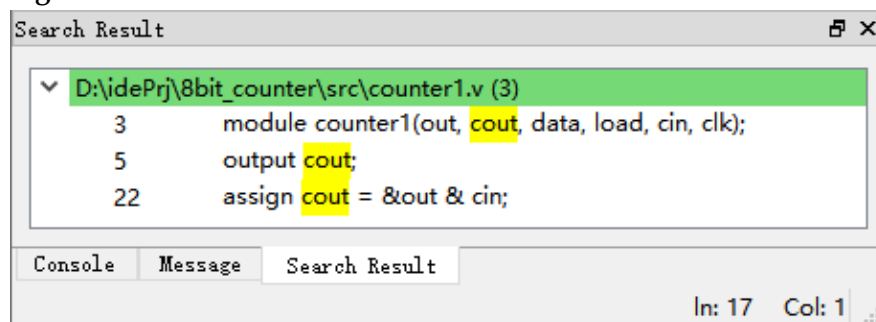 Search Result
D:\idePrj\8bit_counter\src\counter1.v (3)
3 module counter1(out, cout, data, load, cin, clk);
5 output cout;
22 assign cout = &out & cin;
Console Message Search Result
ln: 17 Col: 1